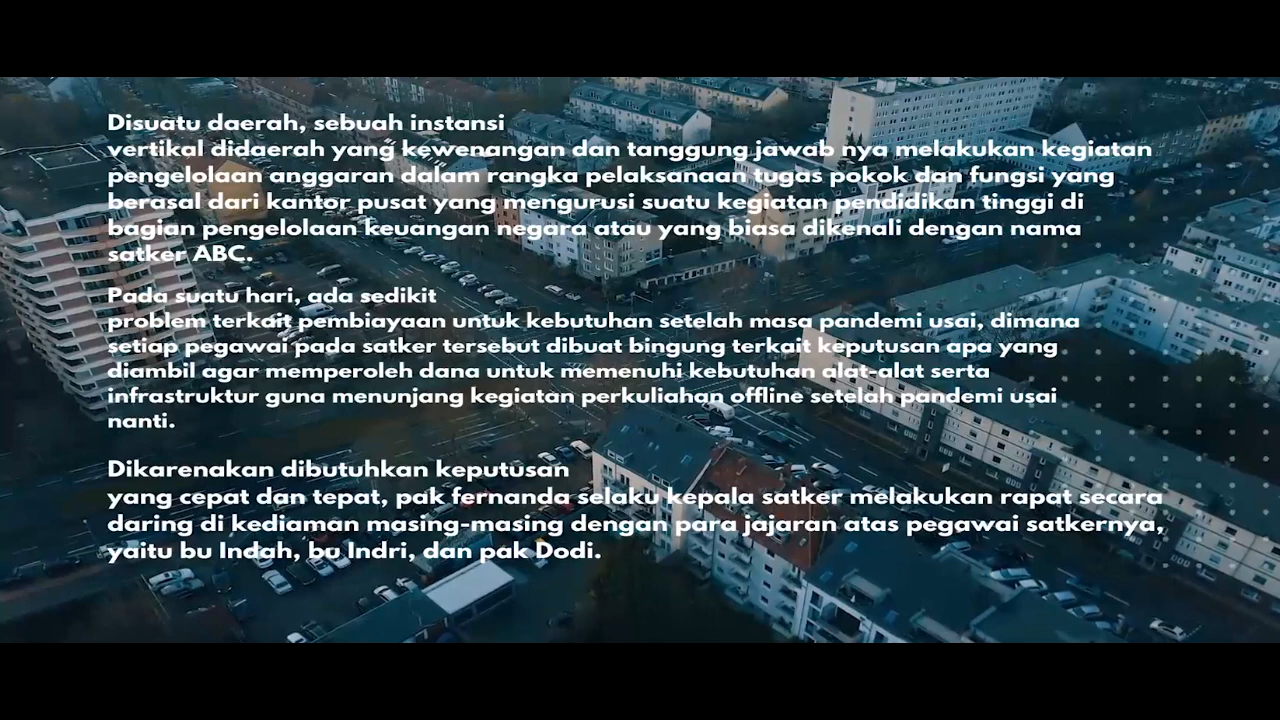 Disuatu daerah, sebuah instansi
vertikal didaerah yang kewenangan dan tanggung jawab nya melakukan kegiatan
pengelolaan anggaran dalam rangka pelaksanaan tugas pokok dan fungsi yang
berasal dari kantor pusat yang mengurusi suatu kegiatan pendidikan tinggi di
bagian pengelolaan keuangan negara atau yang biasa dikenali dengan nama
satker ABC.
Pada suatu hari, ada sedikit
problem terkait pembiayaan untuk kebutuhan setelah masa pandemi usai, dimana
setiap pegawai pada satker tersebut dibuat bingung terkait keputusan apa yang
diambil agar memperoleh dana untuk memenuhi kebutuhan alat-alat serta
infrastruktur guna menunjang kegiatan perkuliahan offline setelah pandemi usai
nanti.
Dikarenakan dibutuhkan keputusan
yang cepat dan tepat, pak fernanda selaku kepala satker melakukan rapat secara
daring di kediaman masing-masing dengan para jajaran atas pegawai satkernya,
yaitu bu Indah, bu Indri, dan pak Dodi.